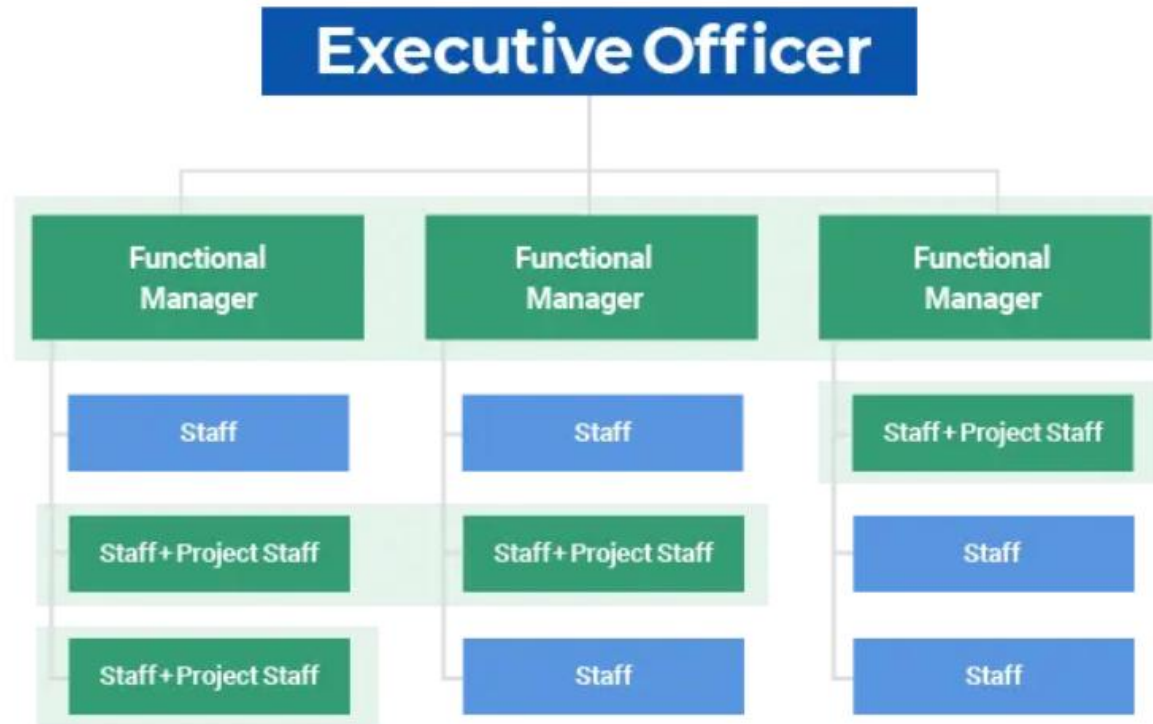 Executive Officer
Functional
Manager
Functional
Manager
Functional
Manager
Staff
Staff
Staff+Project Staff
Staff+Project Staff
Staff+Project Staff
Staff
Staff+Project Staff
Staff
Staff